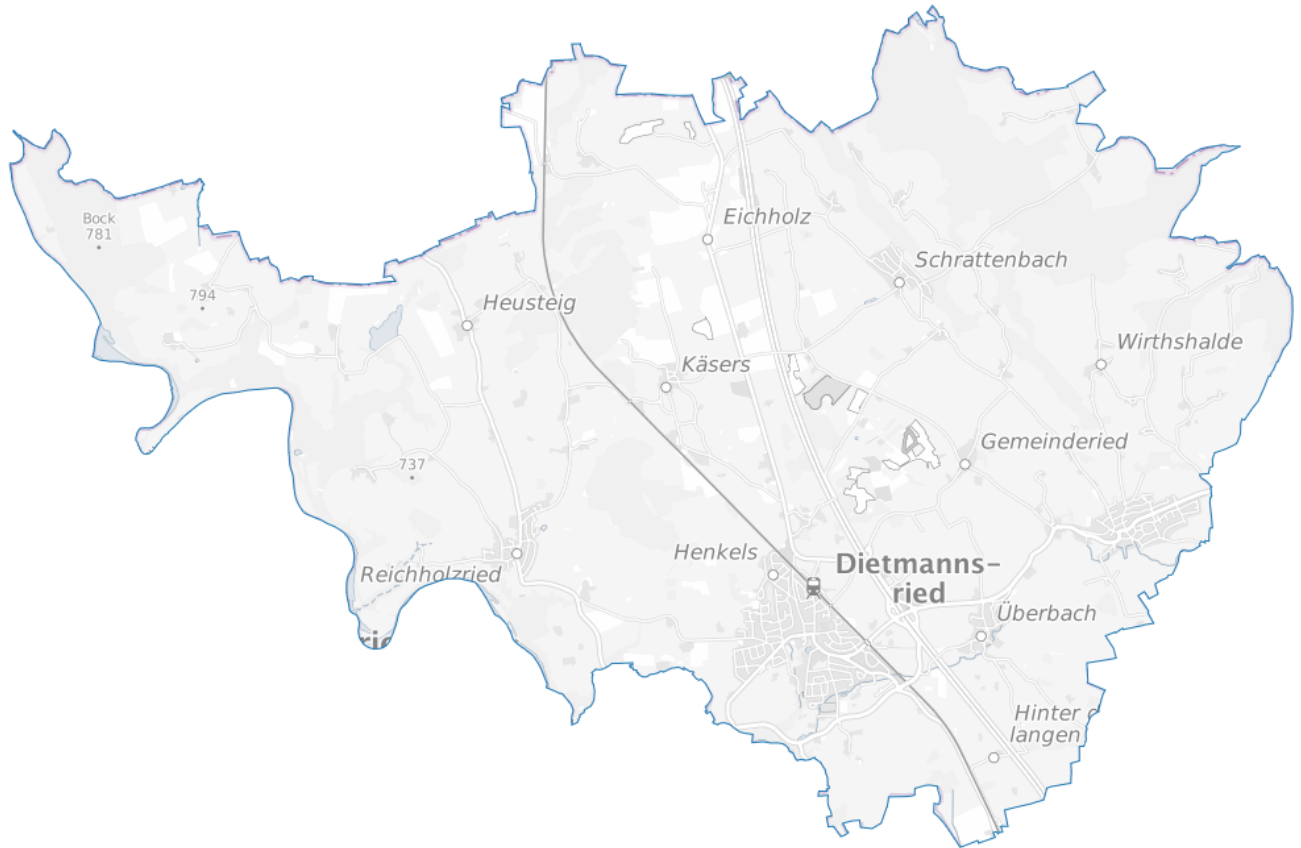 Bock
781
Eichholz
Schrattenbach
794
Heusteig
Wirthshalde
Käsers
Gemeinderied
737
Henkels
Dietmanns-
ried
Reichholzried
Überbach
Hinter
langen